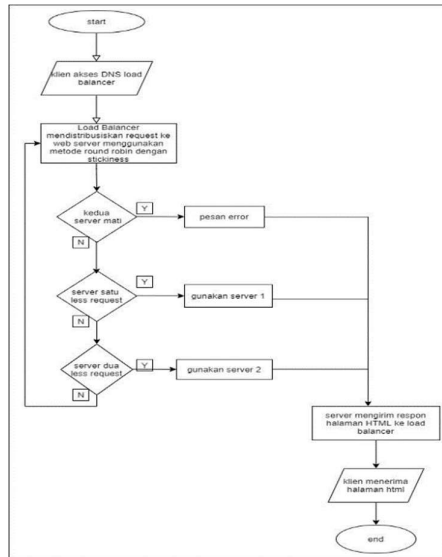 start
klien akses DNS load
balancer
Load Balancer
mendistribusiskan request ke
web server menggunakan
metode round robin dengan
stickiness
kedua
server mati
Y
pesan error
N
server satu
less request
Y
gunakan server 1
N
server dua
less request
Y
gunakan server 2
N
server mengirim respon
halaman HTML ke load
balancer
klien menerima
halaman html
end